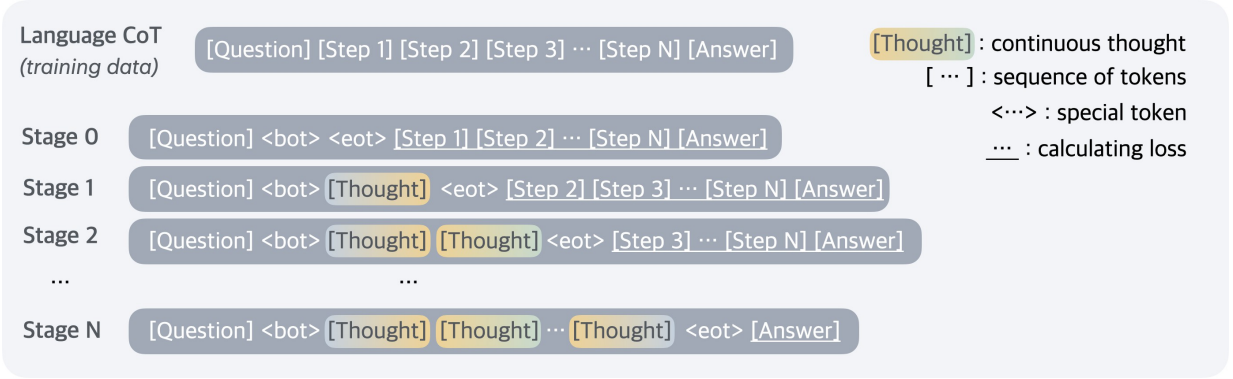 Language CoT
(training data)
[Question] [Step 1] [Step 2] [Step 3] ··· [Step N] [Answer]
[Thought] : continuous thought
[ ··· ] : sequence of tokens
<···> : special token
··· : calculating loss
Stage 0
[Question] <bot> <eot> [Step 1] [Step 2] ··· [Step N] [Answer]
Stage 1
[Question] <bot> [Thought] <eot> [Step 2] [Step 3] ··· [Step N] [Answer]
Stage 2
[Question] <bot> [Thought] [Thought] <eot> [Step 3] ··· [Step N] [Answer]
···
···
Stage N
[Question] <bot> [Thought] [Thought] ··· [Thought] <eot> [Answer]